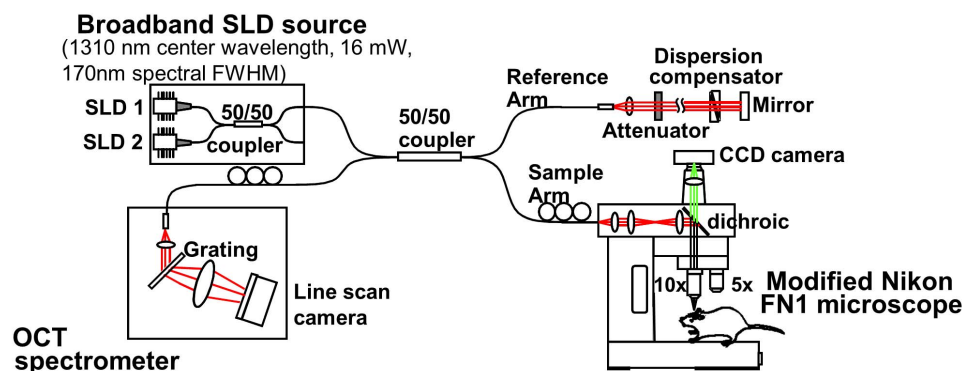 Broadband SLD source
(1310 nm center wavelength, 16 mW,
170nm spectral FWHM)
SLD 1
SLD 2
50/50
coupler
50/50
coupler
Reference
Arm
Dispersion
compensator
Attenuator
Mirror
CCD camera
Sample
Arm
dichroic
10x
5x
Modified Nikon
FN1 microscope
Grating
Line scan
camera
OCT
spectrometer